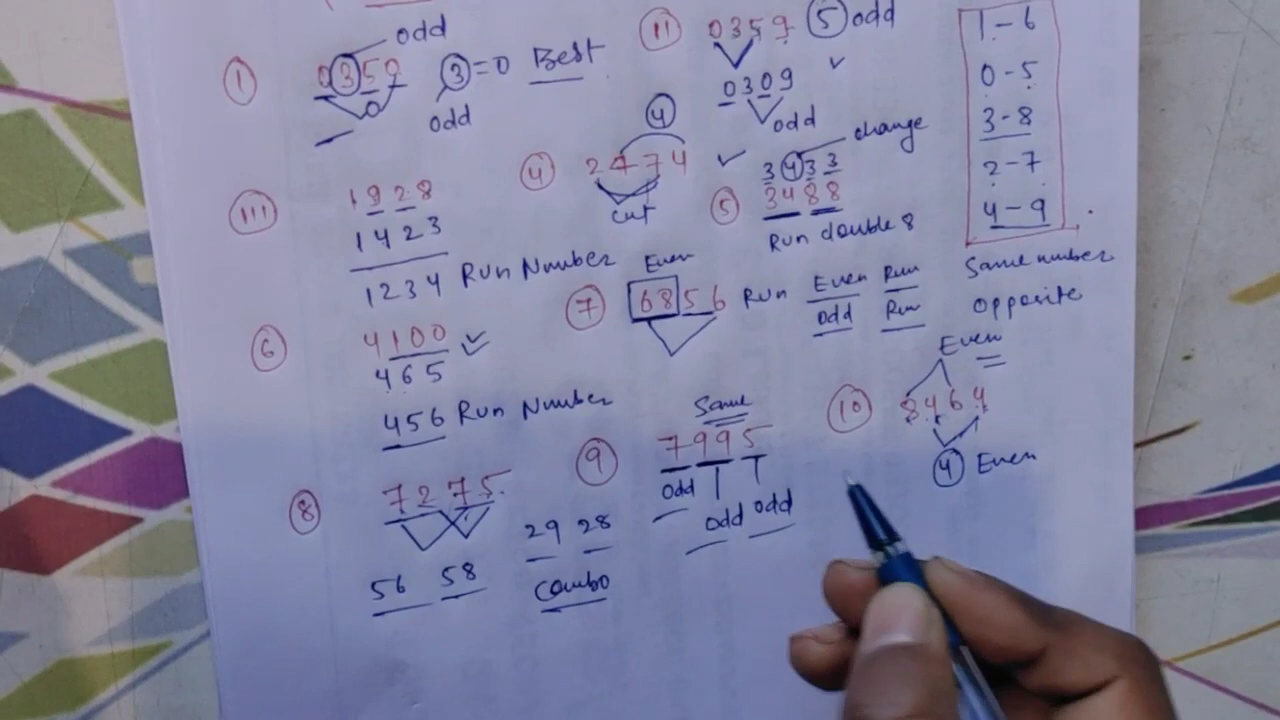 odd
1 0359 3=0 Best
0
odd
11 0359 5 odd
0309
odd
1-6
0-5
3-8
2-7
4-9
Same number
opposite
111 1928
1423
1234 Run Number
4
4 2474
cut
change
3433
5 3488
Run double 8
Even
7 6856 Run Even Run
odd Run
6 4100
465
456 Run Number
8 7275
56 58
29 28
Combo
Same
9 7995
odd
odd odd
Even
10 8464
4 Even